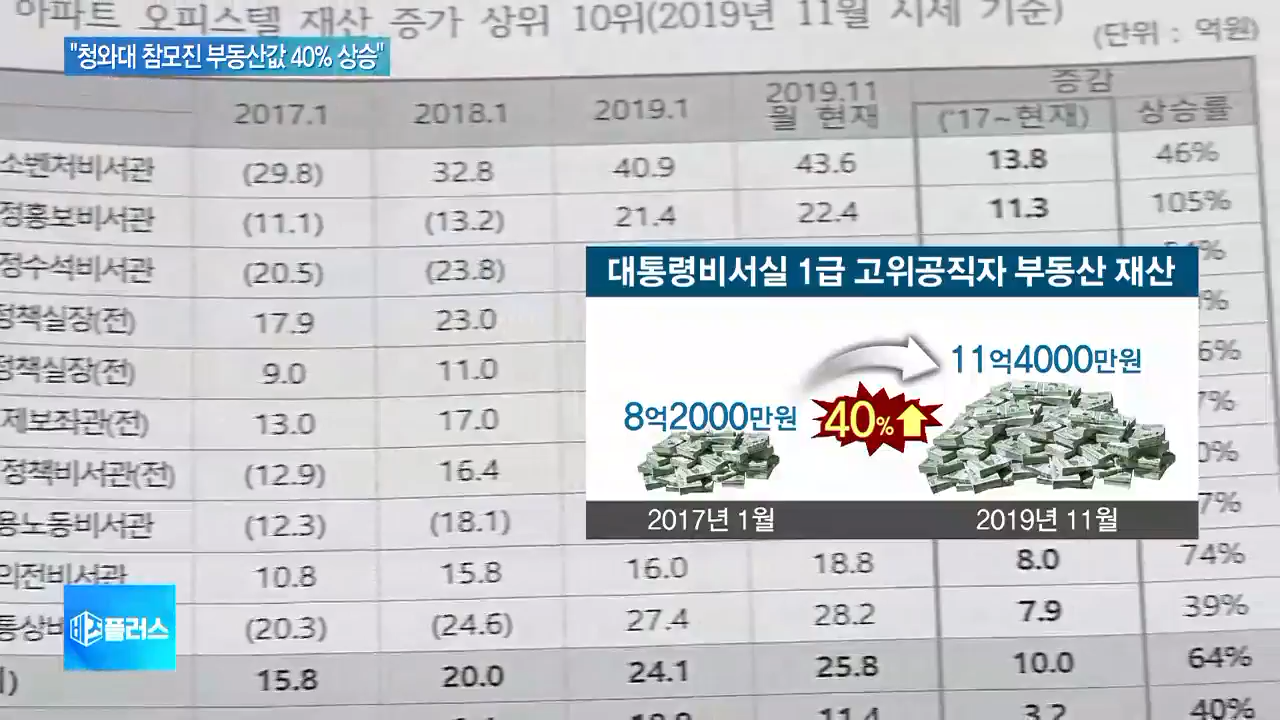 아파트 오피스텔 재산 증가 상위 10위(2019년 11월 시세 기준)
"청와대 참모진 부동산값 40% 상승"
(단위 : 억원)
2017.1 2018.1 2019.1 2019.11월 현재 증감 ('17~현재) 상승률
소벤처비서관 (29.8) 32.8 40.9 43.6 13.8 46%
정홍보비서관 (11.1) (13.2) 21.4 22.4 11.3 105%
정수석비서관 (20.5) (23.8)
정책실장(전) 17.9 23.0
정책실장(전) 9.0 11.0
제보좌관(전) 13.0 17.0
정책비서관(전) (12.9) 16.4
용노동비서관 (12.3) (18.1)
의전비서관 10.8 15.8 16.0 18.8 8.0 74%
통상비 (20.3) (24.6) 27.4 28.2 7.9 39%
15.8 20.0 24.1 25.8 10.0 64%
11.4 3.2 40%
대통령비서실 1급 고위공직자 부동산 재산
8억2000만원
40%
11억4000만원
2017년 1월
2019년 11월
플러스